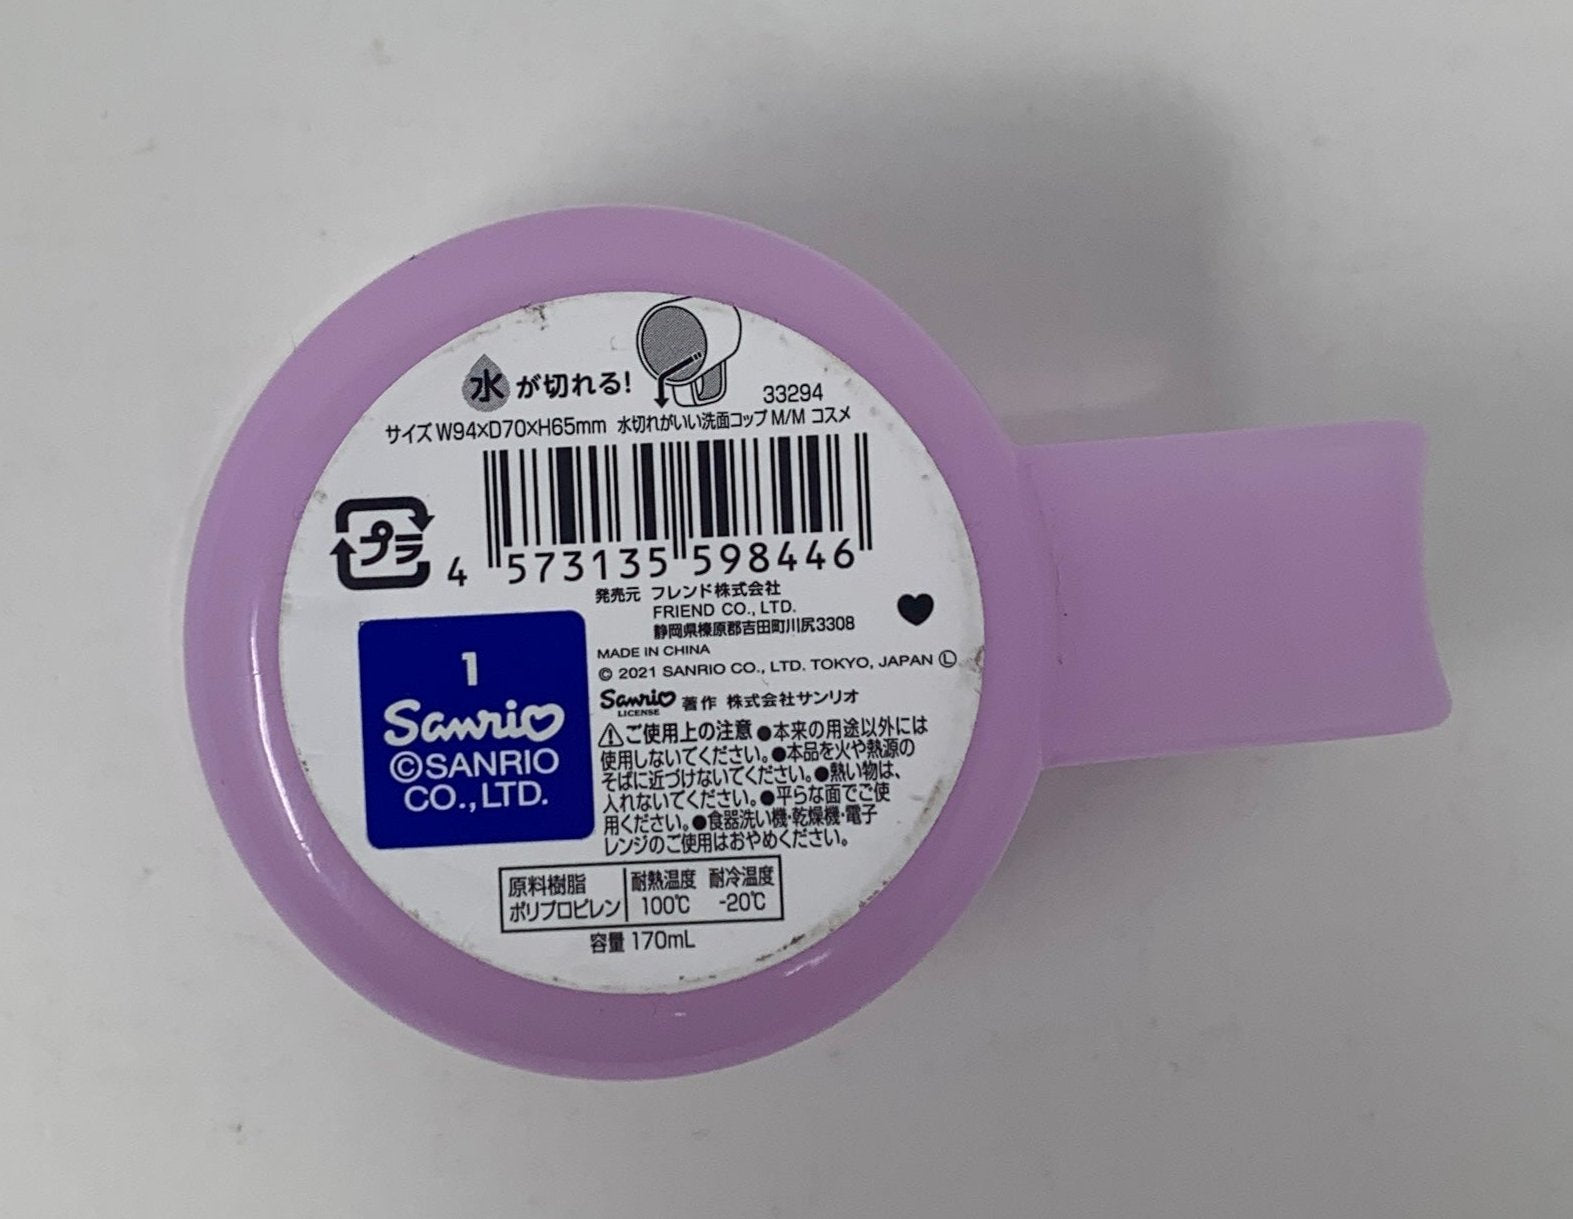 水が切れる!
33294
サイズW94×D70×H65mm 水切れがいい洗面コップ M/M コスメ
プラ
4 573135 598446
発売元 フレンド株式会社
FRIEND CO., LTD.
静岡県榛原郡吉田町川尻3308
MADE IN CHINA
© 2021 SANRIO CO., LTD. TOKYO, JAPAN Ⓛ
Sanrio 著作 株式会社サンリオ
LICENSE
1
Sanrio
©SANRIO
CO.,LTD.
⚠ご使用上の注意 ●本来の用途以外には
使用しないでください。●本品を火や熱源の
そばに近づけないでください。●熱い物は、
入れないでください。●平らな面でご使
用ください。●食器洗い機・乾燥機・電子
レンジのご使用はおやめください。
原料樹脂 耐熱温度 耐冷温度
ポリプロピレン 100℃ -20℃
容量 170mL